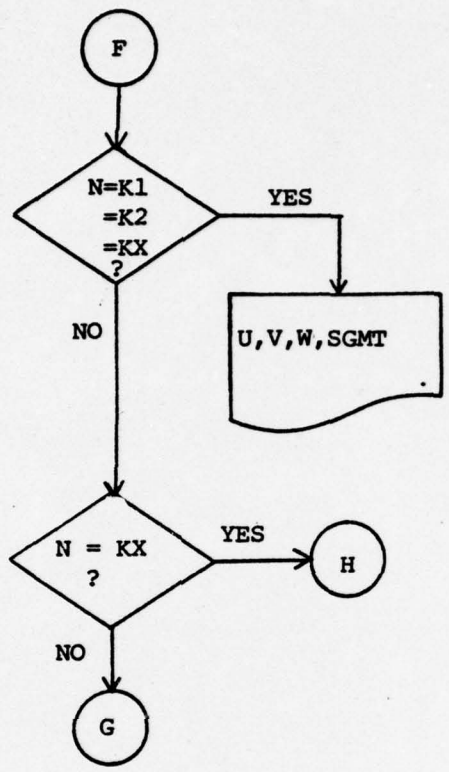 F
N=K1
=K2
=KX
?
YES
U,V,W,SGMT
NO
N = KX
?
YES
H
NO
G